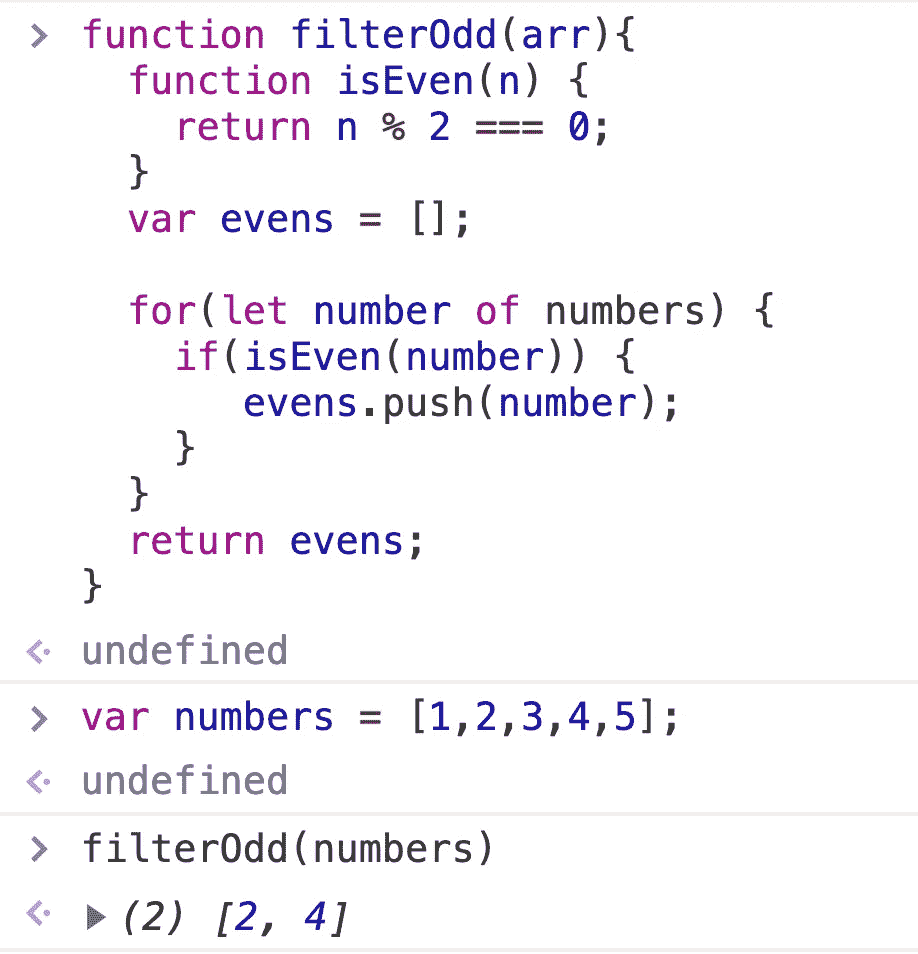 > function filterOdd(arr){
  function isEven(n) {
    return n % 2 === 0;
  }
  var evens = [];

  for(let number of numbers) {
    if(isEven(number)) {
       evens.push(number);
    }
  }
  return evens;
}
undefined
> var numbers = [1,2,3,4,5];
undefined
> filterOdd(numbers)
▶ (2) [2, 4]